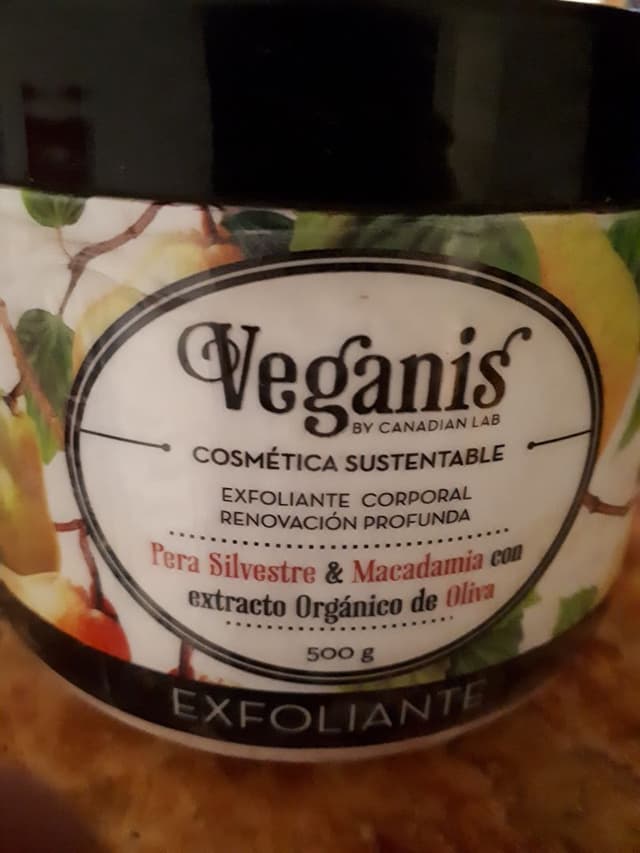 Veganis
BY CANADIAN LAB
COSMÉTICA SUSTENTABLE
EXFOLIANTE CORPORAL
RENOVACIÓN PROFUNDA
Pera Silvestre & Macadamia con
extracto Orgánico de Oliva
500 g
EXFOLIANTE